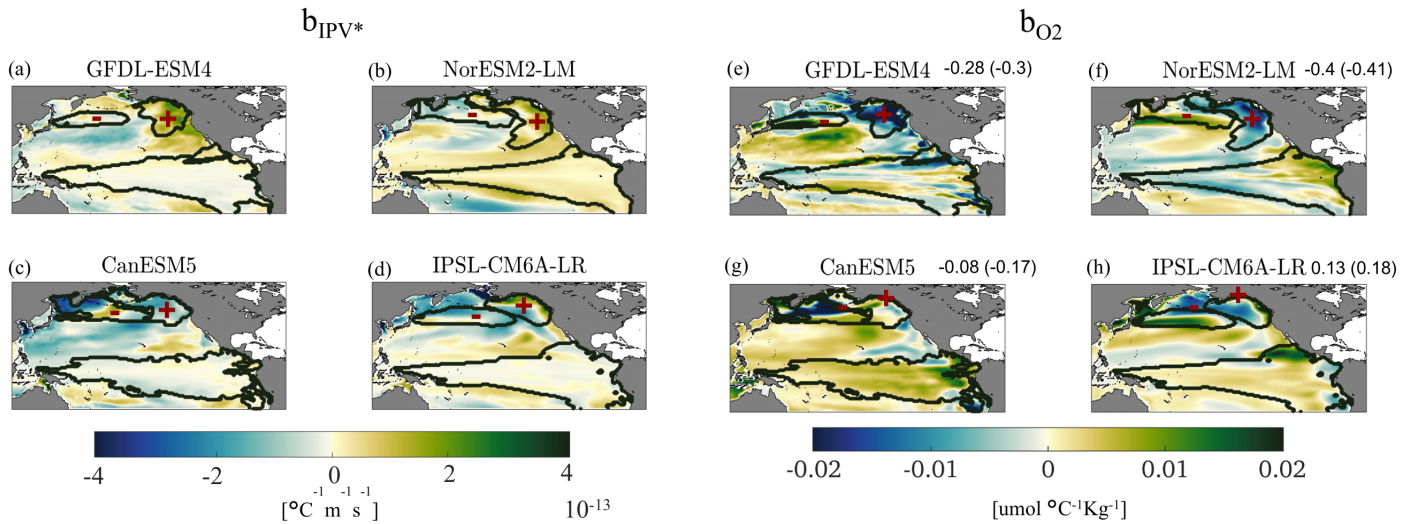 b_IPV*
b_O2
(a) GFDL-ESM4
(b) NorESM2-LM
(e) GFDL-ESM4 -0.28 (-0.3)
(f) NorESM2-LM -0.4 (-0.41)
- +
- +
- +
- +
(c) CanESM5
(d) IPSL-CM6A-LR
(g) CanESM5 -0.08 (-0.17)
(h) IPSL-CM6A-LR 0.13 (0.18)
- +
- +
- +
- +
-4 -2 0 2 4
[°C⁻¹ m⁻¹ s⁻¹] 10⁻¹³
-0.02 -0.01 0 0.01 0.02
[umol °C⁻¹Kg⁻¹]